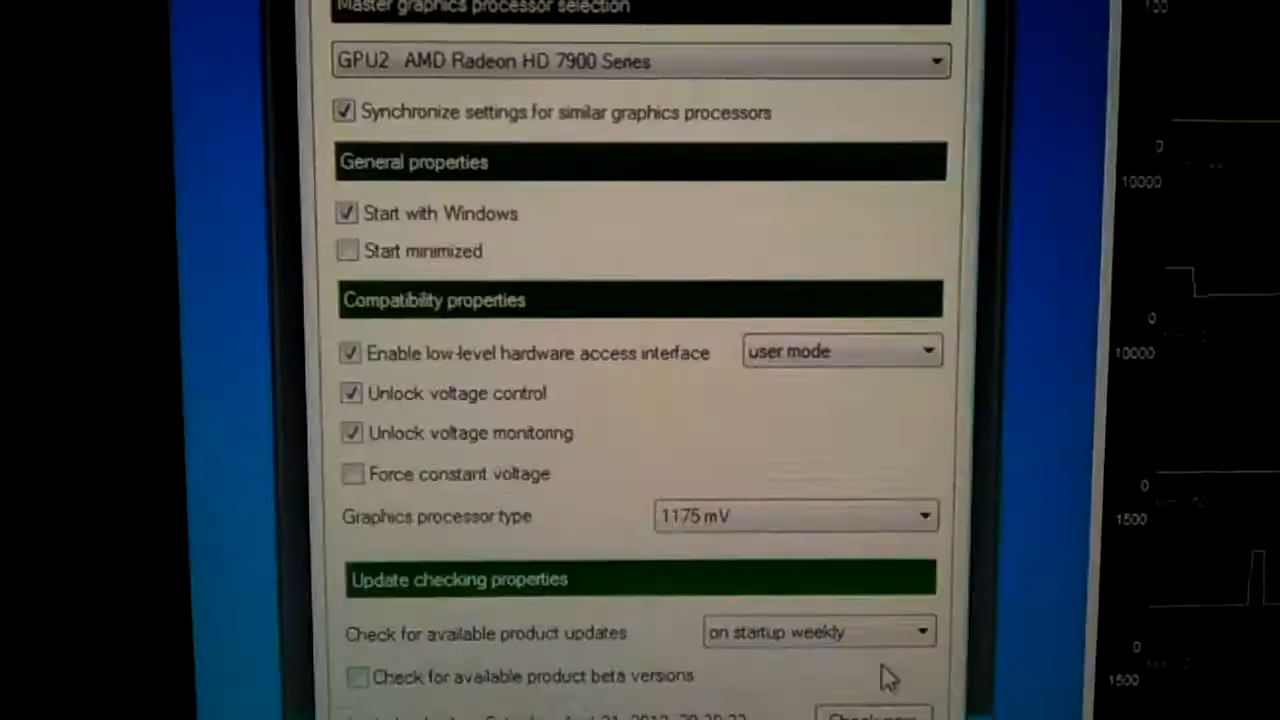 Master graphics processor selection
GPU2 AMD Radeon HD 7900 Series
Synchronize settings for similar graphics processors
General properties
Start with Windows
Start minimized
Compatibility properties
Enable low-level hardware access interface
user mode
Unlock voltage control
Unlock voltage monitoring
Force constant voltage
Graphics processor type
1175 mV
Update checking properties
Check for available product updates
on startup weekly
Check for available product beta versions
Check now
100
0
10000
0
10000
0
1500
0
1500